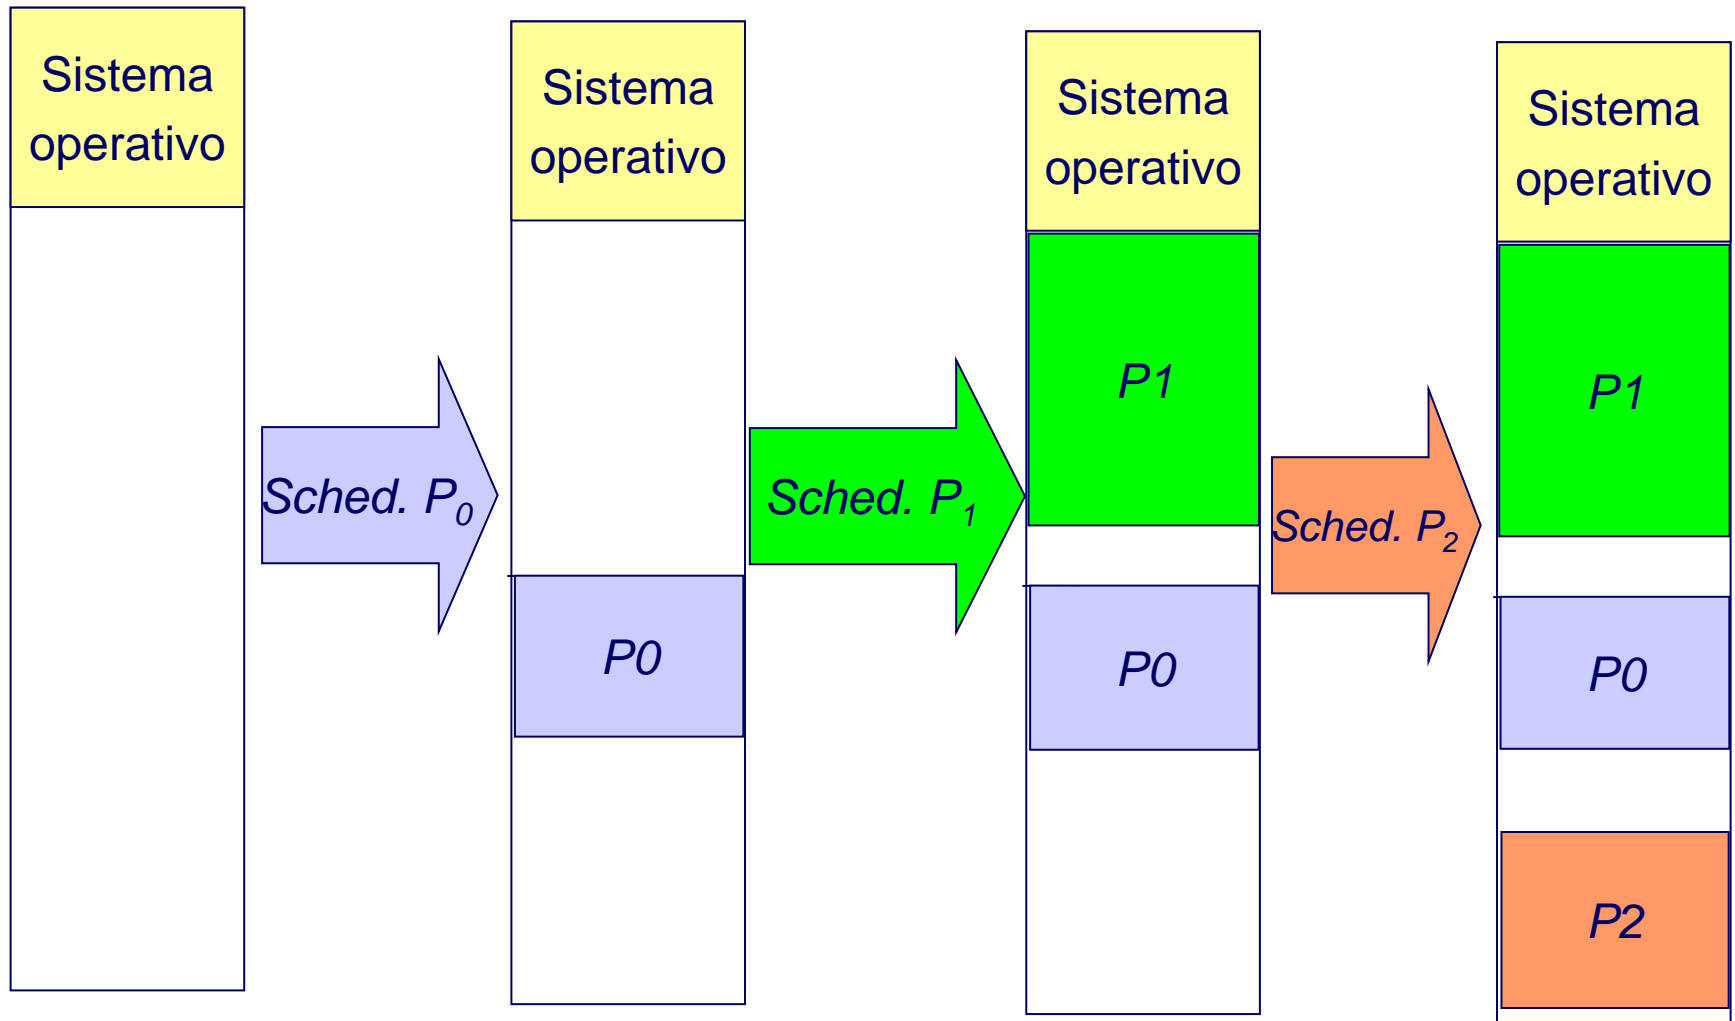 Sistema
operativo
Sched. P0
Sistema
operativo
P0
Sched. P1
Sistema
operativo
P1
P0
Sched. P2
Sistema
operativo
P1
P0
P2